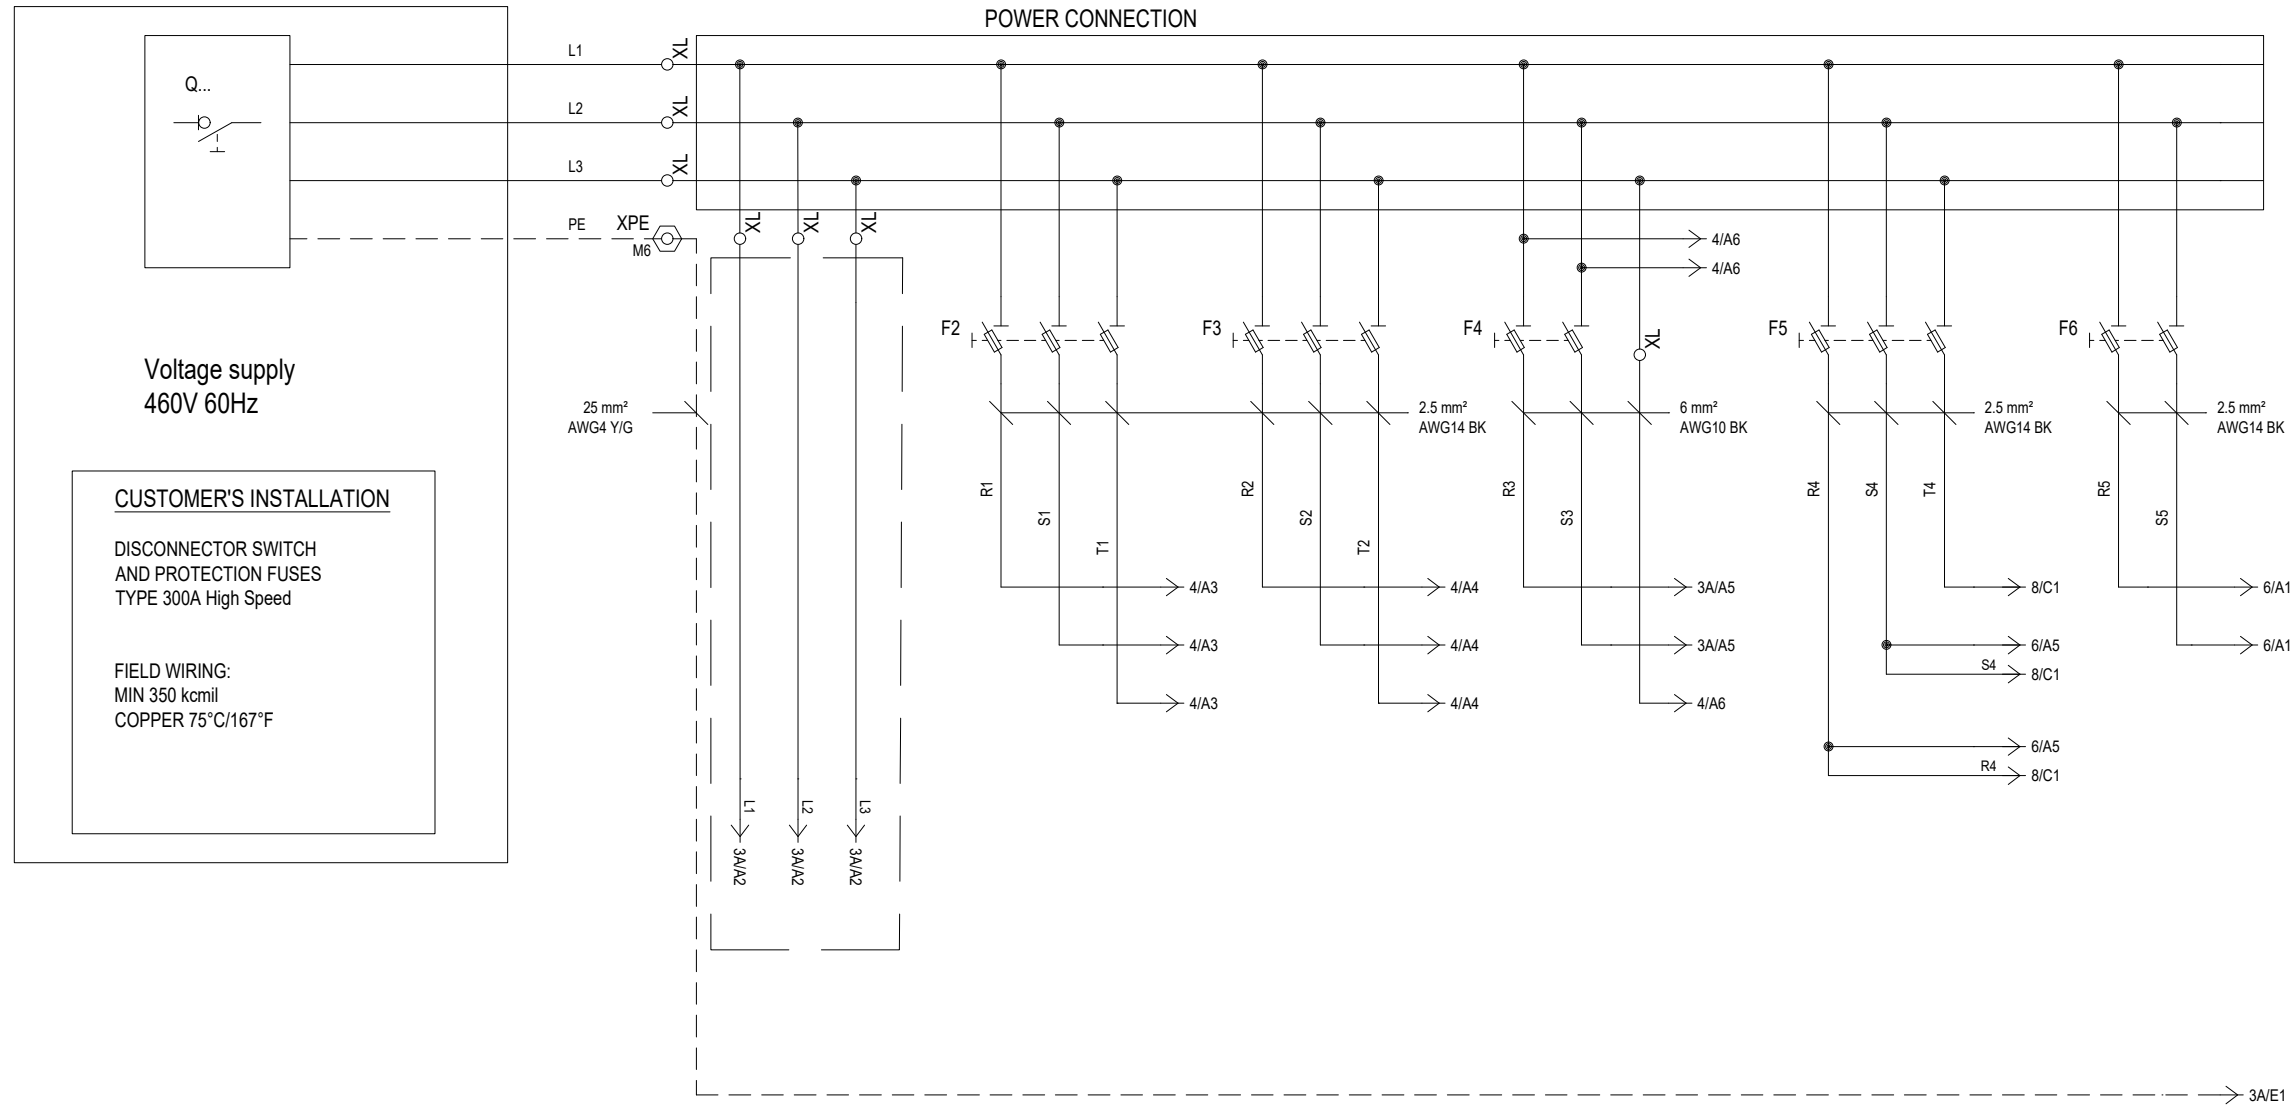 POWER CONNECTION
Q...
L1
XL
L2
XL
L3
XL
PE
XPE
M6
XL
XL
XL
4/A6
4/A6
F2
F3
F4
XL
F5
F6
Voltage supply
460V 60Hz
25 mm²
AWG4 Y/G
2.5 mm²
AWG14 BK
6 mm²
AWG10 BK
2.5 mm²
AWG14 BK
2.5 mm²
AWG14 BK
CUSTOMER'S INSTALLATION
DISCONNECTOR SWITCH
AND PROTECTION FUSES
TYPE 300A High Speed
FIELD WIRING:
MIN 350 kcmil
COPPER 75°C/167°F
R1
S1
T1
R2
S2
T2
R3
S3
R4
S4
T4
R5
S5
4/A3
4/A4
3A/A5
8/C1
6/A1
4/A3
4/A4
3A/A5
6/A5
6/A1
S4
8/C1
4/A3
4/A4
4/A6
6/A5
R4
8/C1
L1
L2
L3
3A/A2
3A/A2
3A/A2
3A/E1